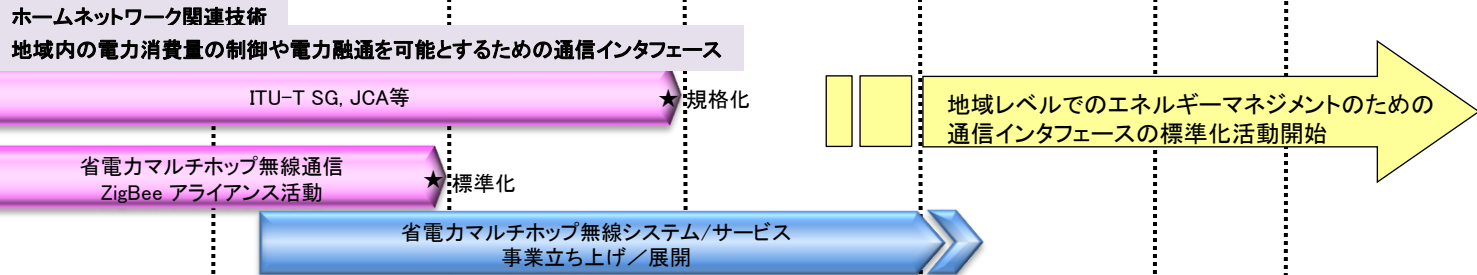 ホームネットワーク関連技術
地域内の電力消費量の制御や電力融通を可能とするための通信インタフェース
ITU-T SG, JCA等
★規格化
地域レベルでのエネルギーマネジメントのための
通信インタフェースの標準化活動開始
省電力マルチホップ無線通信
ZigBee アライアンス活動
★標準化
省電力マルチホップ無線システム/サービス
事業立ち上げ／展開